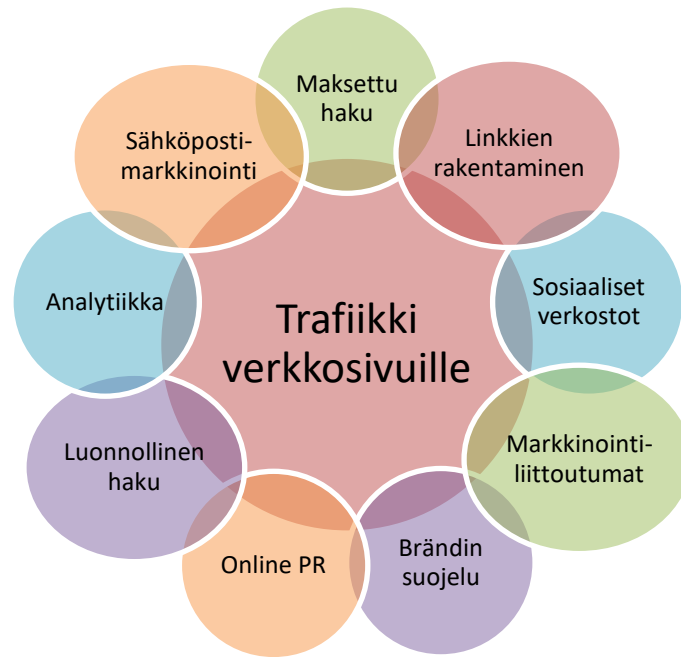 Maksettu
haku
Linkkien
rakentaminen
Sosiaaliset
verkostot
Markkinointi-
liittoutumat
Brändin
suojelu
Online PR
Luonnollinen
haku
Analytiikka
Sähköposti-
markkinointi
Trafiikki
verkkosivuille